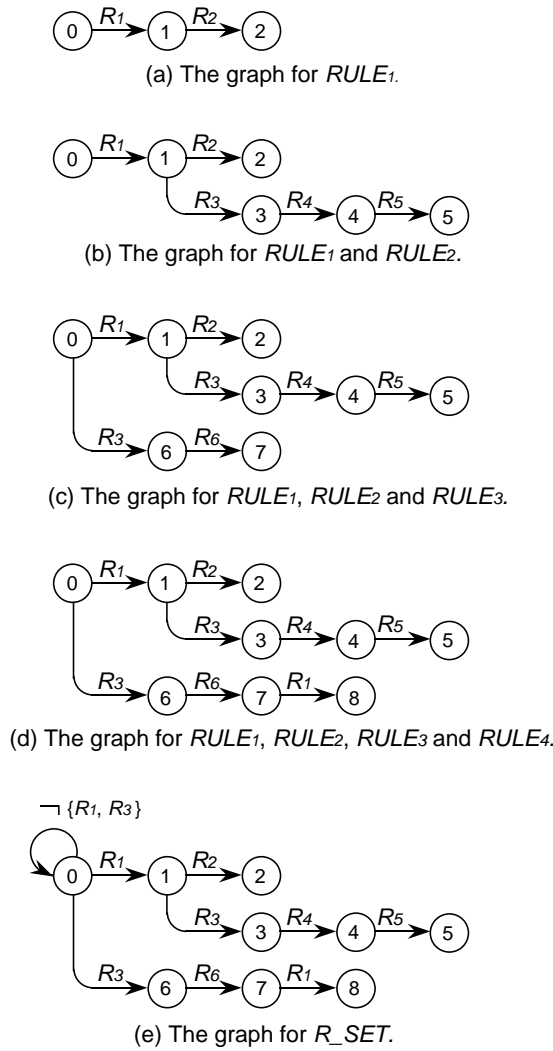 R1 R2
0 1 2
(a) The graph for RULE1.
R1 R2
0 1 2
R3 R4 R5
3 4 5
(b) The graph for RULE1 and RULE2.
R1 R2
0 1 2
R3 R4 R5
3 4 5
R3 R6
6 7
(c) The graph for RULE1, RULE2 and RULE3.
R1 R2
0 1 2
R3 R4 R5
3 4 5
R3 R6 R1
6 7 8
(d) The graph for RULE1, RULE2, RULE3 and RULE4.
¬ {R1, R3}
R1 R2
0 1 2
R3 R4 R5
3 4 5
R3 R6 R1
6 7 8
(e) The graph for R_SET.